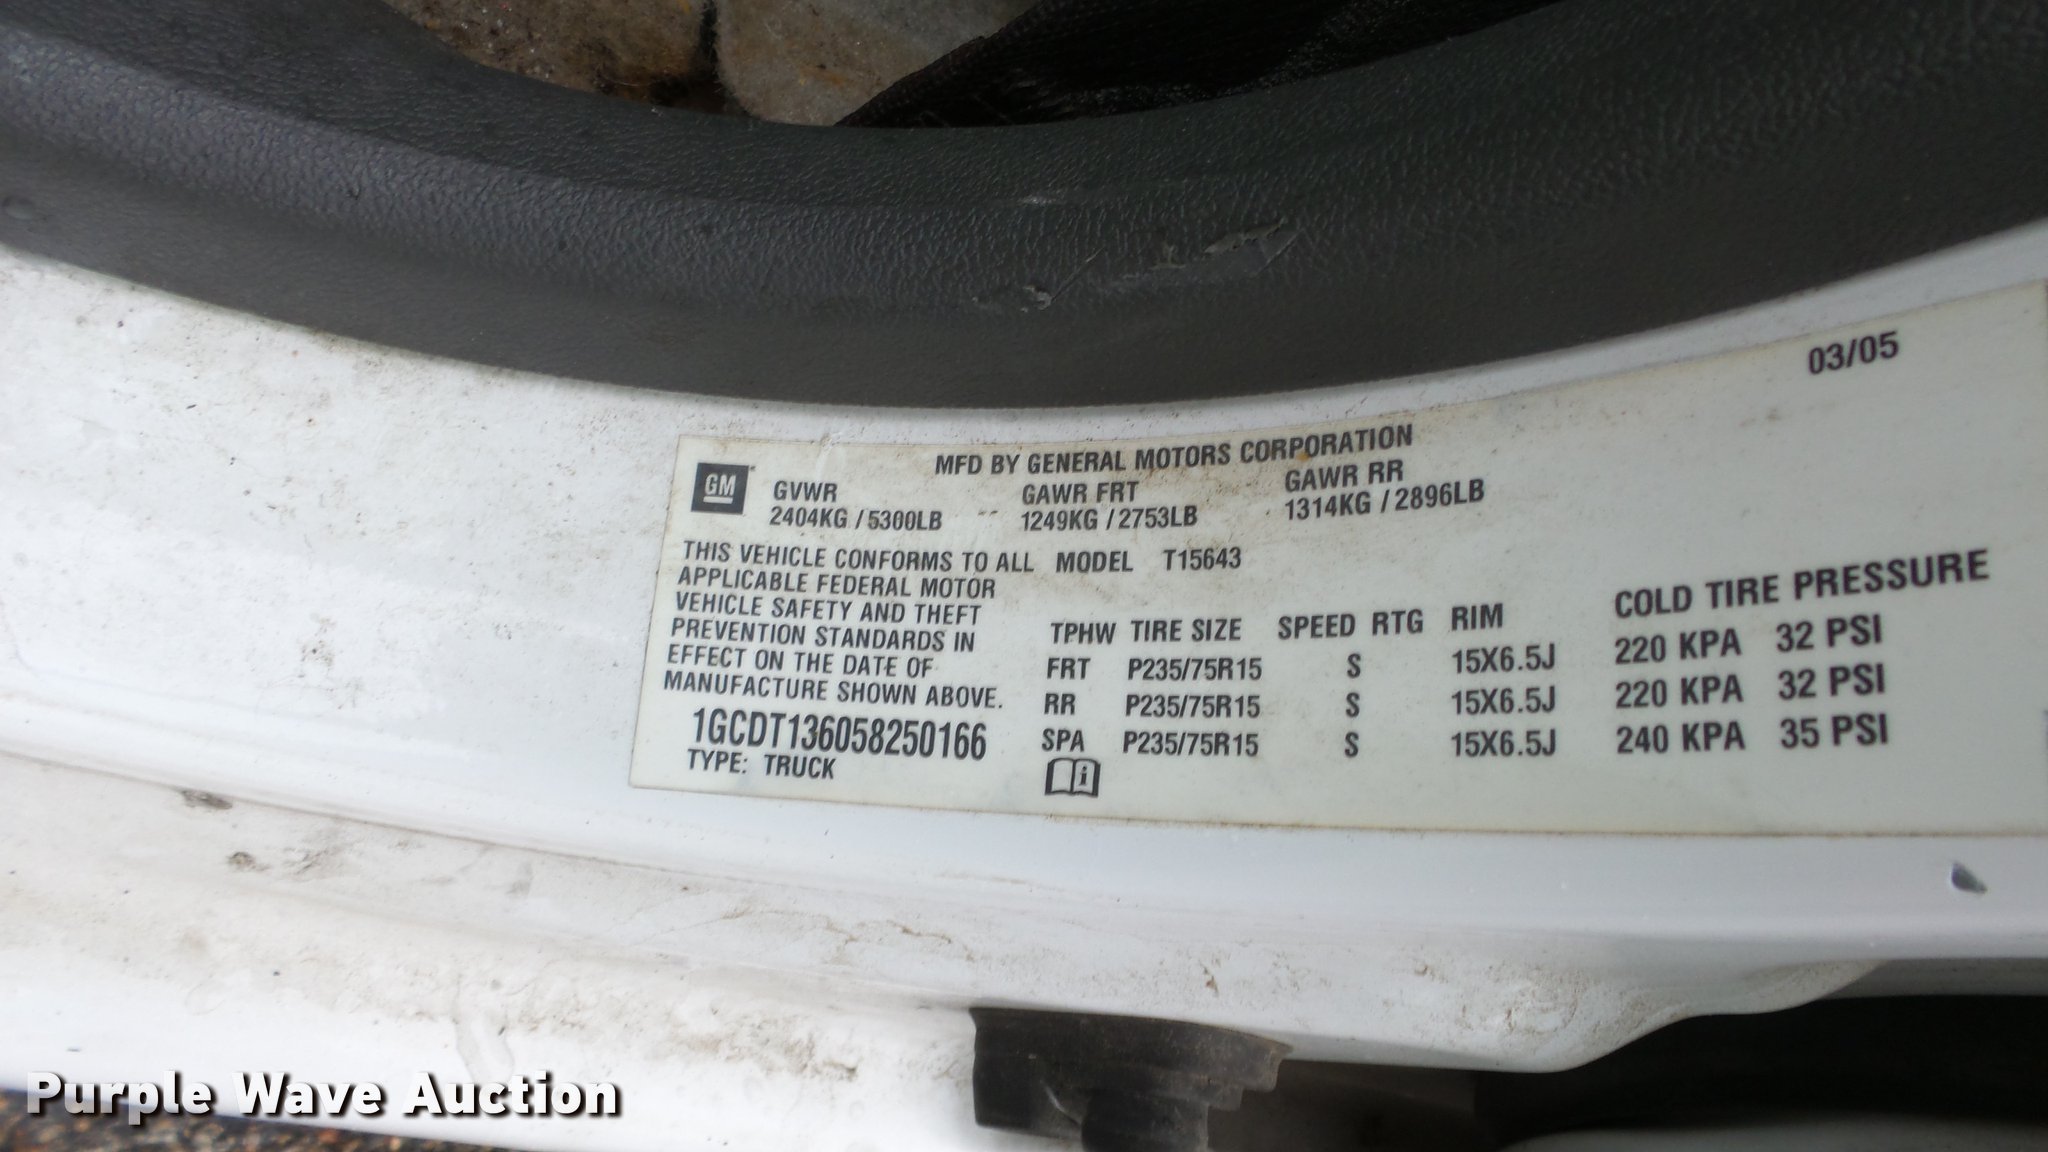 03/05
MFD BY GENERAL MOTORS CORPORATION
GM
GVWR GAWR FRT GAWR RR
2404KG / 5300LB -- 1249KG / 2753LB 1314KG / 2896LB
THIS VEHICLE CONFORMS TO ALL MODEL T15643
APPLICABLE FEDERAL MOTOR
VEHICLE SAFETY AND THEFT
PREVENTION STANDARDS IN
EFFECT ON THE DATE OF
MANUFACTURE SHOWN ABOVE.
1GCDT136058250166
TYPE: TRUCK
TPHW TIRE SIZE SPEED RTG RIM COLD TIRE PRESSURE
FRT P235/75R15 S 15X6.5J 220 KPA 32 PSI
RR P235/75R15 S 15X6.5J 220 KPA 32 PSI
SPA P235/75R15 S 15X6.5J 240 KPA 35 PSI
i
Purple Wave Auction